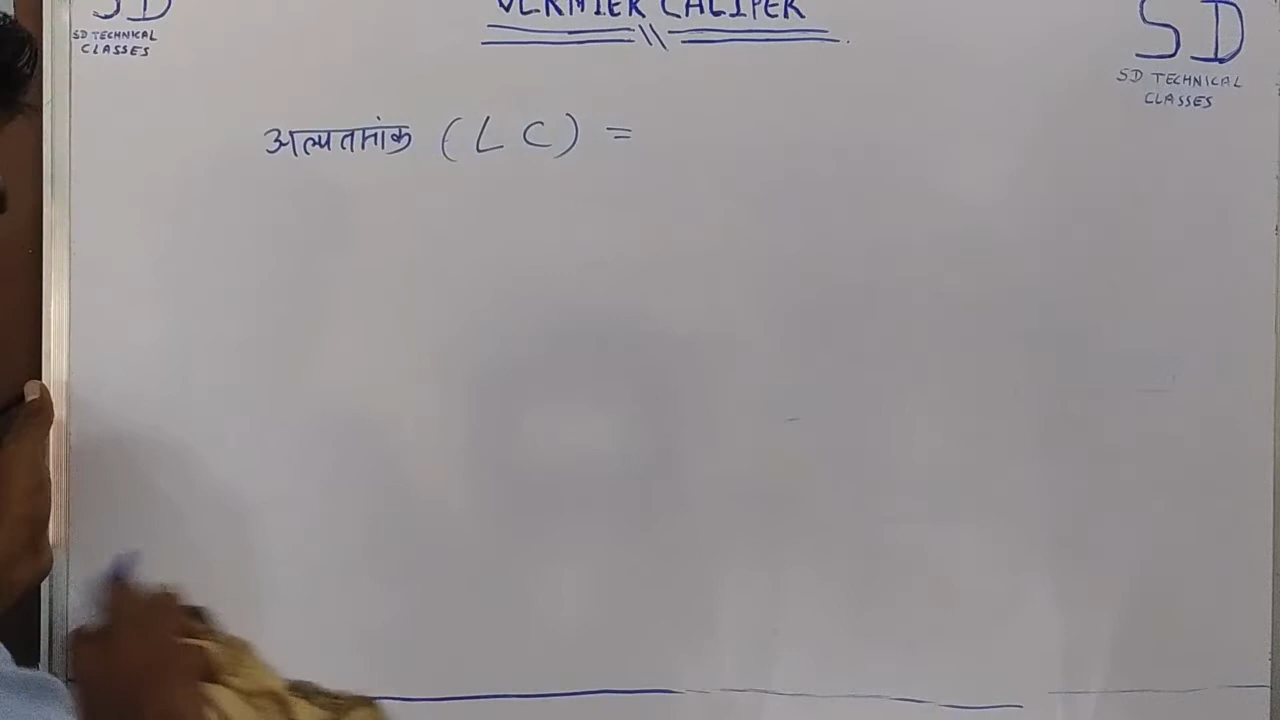 SD
VERNIER CALIPER
SD
SD TECHNICAL
CLASSES
SD TECHNICAL
CLASSES
अल्पतमांक (LC) =